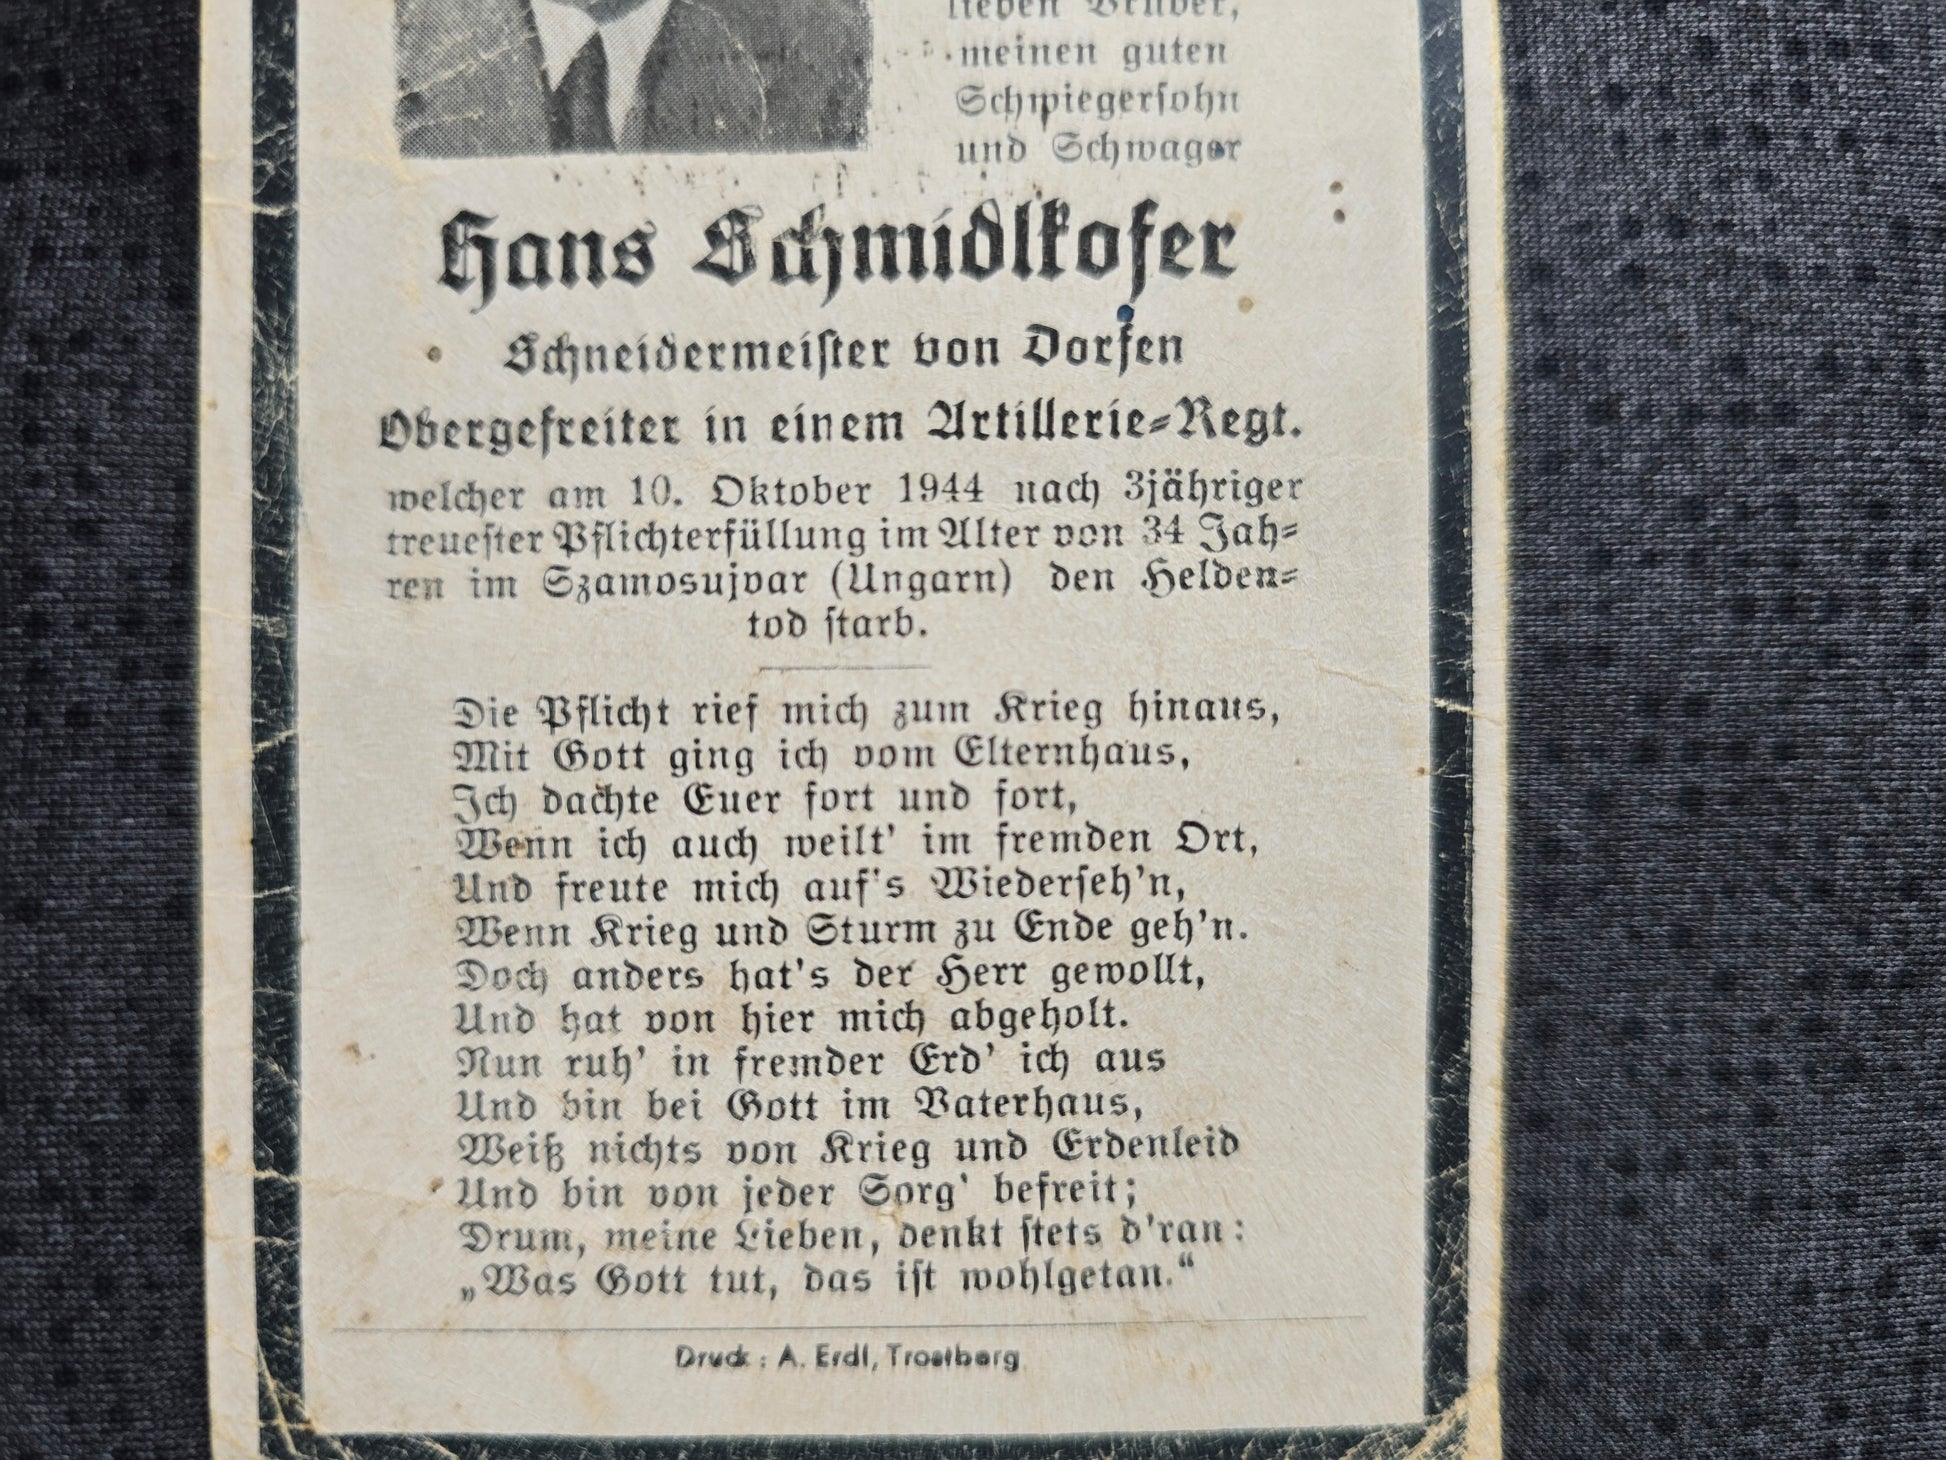 lieben Bruder,
meinen guten
Schwiegersohn
und Schwager
Hans Schmidlkofer
Schneidermeister von Dorfen
Obergefreiter in einem Artillerie-Regt.
welcher am 10. Oktober 1944 nach 3jähriger
treuester Pflichterfüllung im Alter von 34 Jah-
ren im Szamosujvar (Ungarn) den Helden-
tod starb.
Die Pflicht rief mich zum Krieg hinaus,
Mit Gott ging ich vom Elternhaus,
Ich dachte Euer fort und fort,
Wenn ich auch weilt' im fremden Ort,
Und freute mich auf's Wiederseh'n,
Wenn Krieg und Sturm zu Ende geh'n.
Doch anders hat's der Herr gewollt,
Und hat von hier mich abgeholt.
Nun ruh' in fremder Erd' ich aus
Und bin bei Gott im Vaterhaus,
Weiß nichts von Krieg und Erdenleid
Und bin von jeder Sorg' befreit;
Drum, meine Lieben, denkt stets d'ran:
„Was Gott tut, das ist wohlgetan."
Druck: A. Erdl, Trostberg